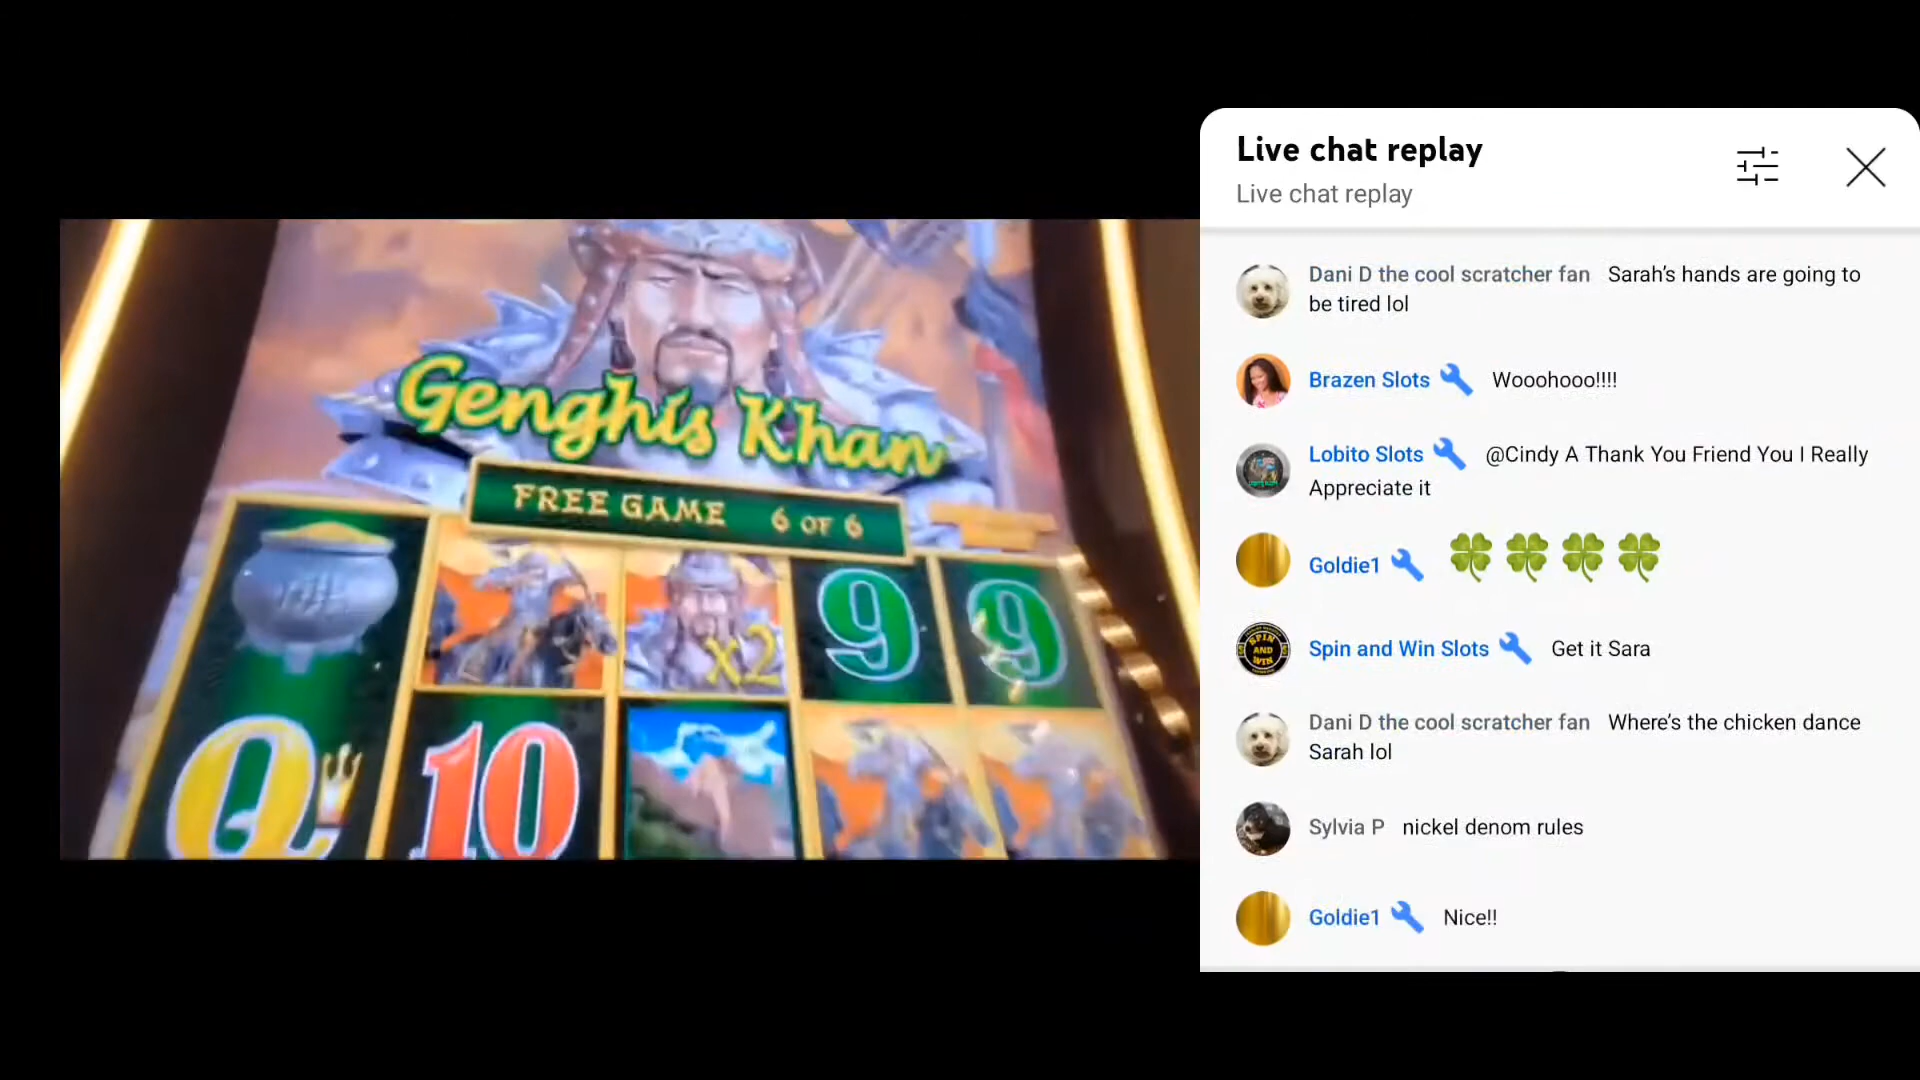 Genghis Khan
FREE GAME 6 OF 6
x2
9
9
Q
10
Live chat replay
Live chat replay
Dani D the cool scratcher fan Sarah's hands are going to
be tired lol
Brazen Slots Wooohooo!!!!
Lobito Slots @Cindy A Thank You Friend You I Really
Appreciate it
Goldie1 🍀🍀🍀🍀
SPIN
AND
WIN
Spin and Win Slots Get it Sara
Dani D the cool scratcher fan Where's the chicken dance
Sarah lol
Sylvia P nickel denom rules
Goldie1 Nice!!